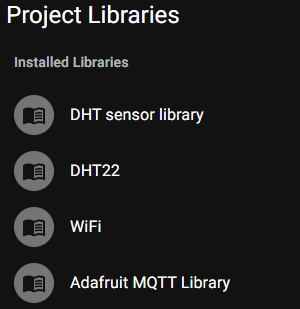 Project Libraries
Installed Libraries
DHT sensor library
DHT22
WiFi
Adafruit MQTT Library